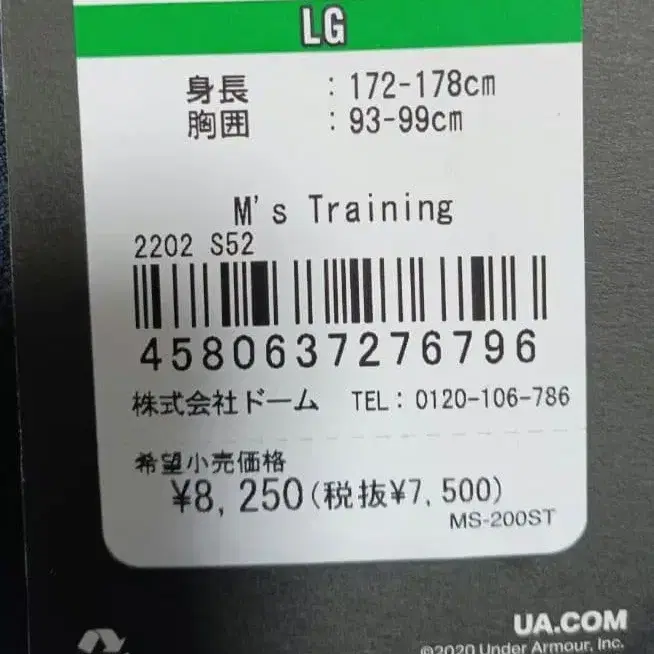 LG
身長 : 172-178cm
胸囲 : 93-99cm
M's Training
2202 S52
4580637276796
株式会社ドーム TEL: 0120-106-786
希望小売価格
¥8,250(税抜¥7,500)
MS-200ST
UA.COM
©2020 Under Armour, Inc.